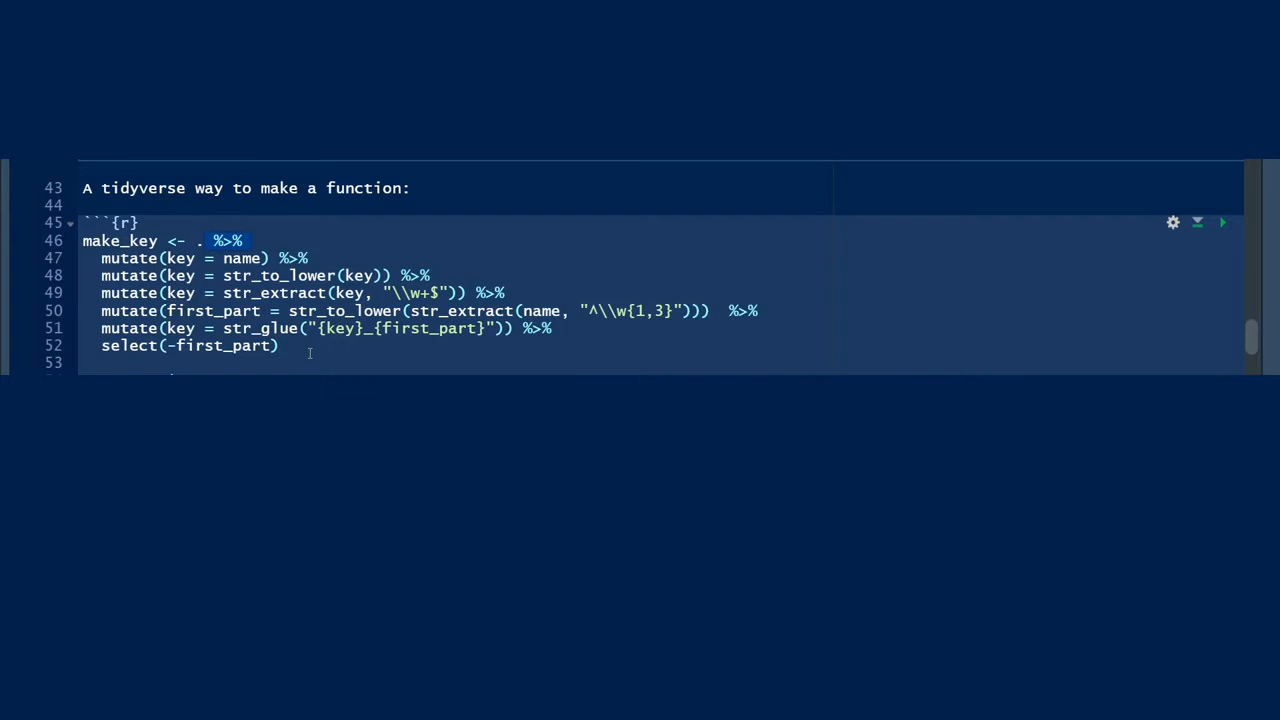 43 A tidyverse way to make a function:
44
45 ```{r}
46 make_key <- . %>%
47   mutate(key = name) %>%
48   mutate(key = str_to_lower(key)) %>%
49   mutate(key = str_extract(key, "\\w+$")) %>%
50   mutate(first_part = str_to_lower(str_extract(name, "^\\w{1,3}")))  %>%
51   mutate(key = str_glue("{key}_{first_part}")) %>%
52   select(-first_part)
53